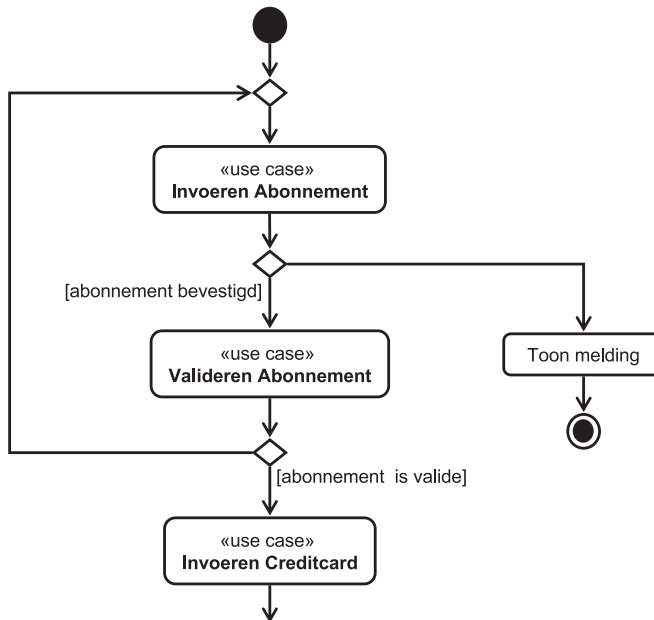 «use case»
Invoeren Abonnement
[abonnement bevestigd]
«use case»
Valideren Abonnement
Toon melding
[abonnement is valide]
«use case»
Invoeren Creditcard